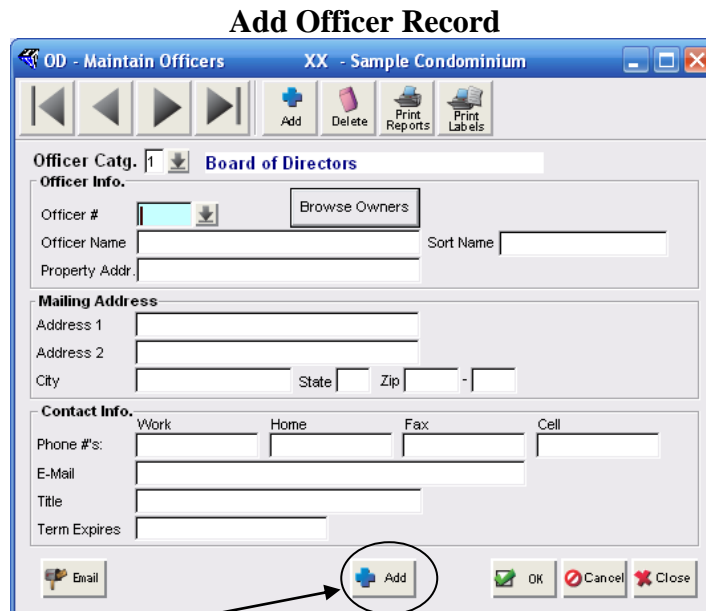 Add Officer Record
OD - Maintain Officers XX - Sample Condominium
Add Delete Print Reports Print Labels
Officer Catg. 1 Board of Directors
Officer Info.
Officer # Browse Owners
Officer Name Sort Name
Property Addr.
Mailing Address
Address 1
Address 2
City State Zip -
Contact Info.
Work Home Fax Cell
Phone #'s:
E-Mail
Title
Term Expires
Email Add OK Cancel Close